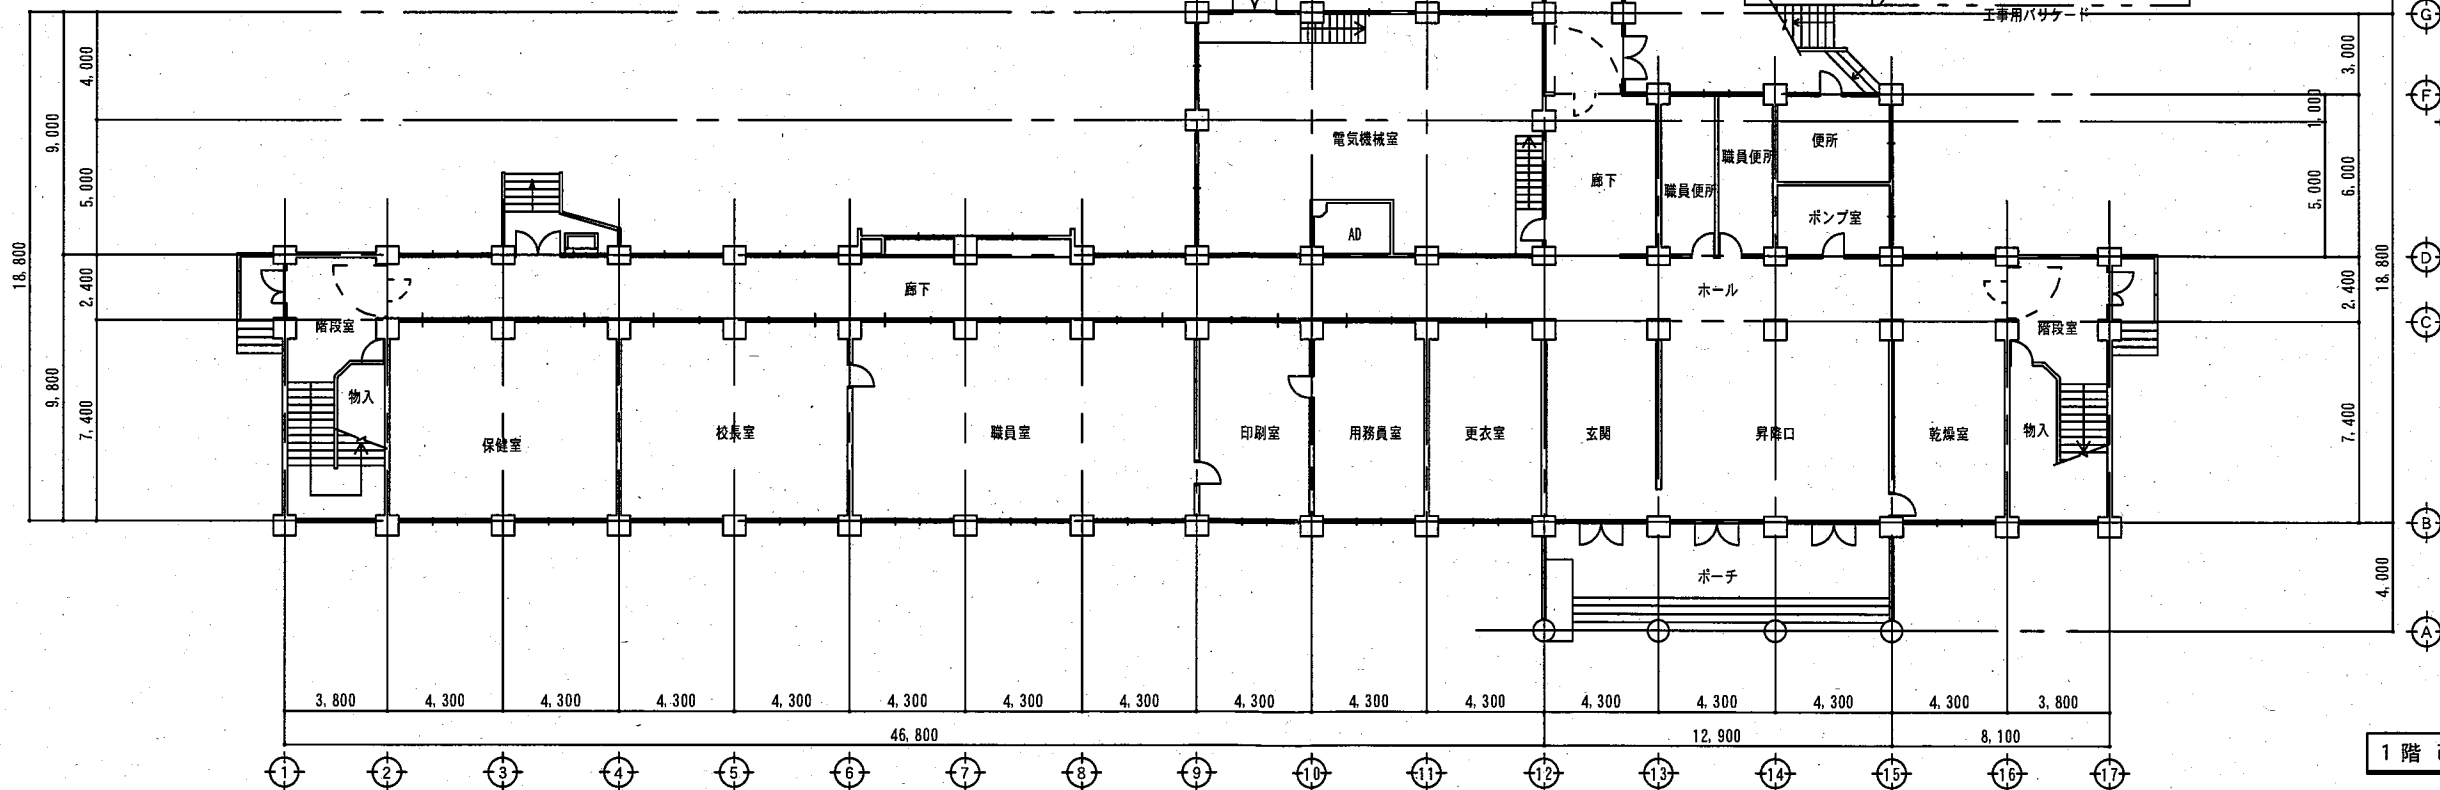 G
工事用バリケード
4,000
3,000
F
1,000
9,000
電気機械室
便所
職員便所
廊下
職員便所
5,000
6,000
5,000
ポンプ室
AD
18,800
D
2,400
廊下
ホール
2,400
18,800
階段室
階段室
C
物入
9,800
7,400
保健室
校長室
職員室
印刷室
用務員室
更衣室
玄関
昇降口
乾燥室
物入
7,400
B
ポーチ
4,000
A
3,800 4,300 4,300 4,300 4,300 4,300 4,300 4,300 4,300 4,300 4,300 4,300 4,300 4,300 4,300 3,800
46,800 12,900 8,100
1階
1 2 3 4 5 6 7 8 9 10 11 12 13 14 15 16 17